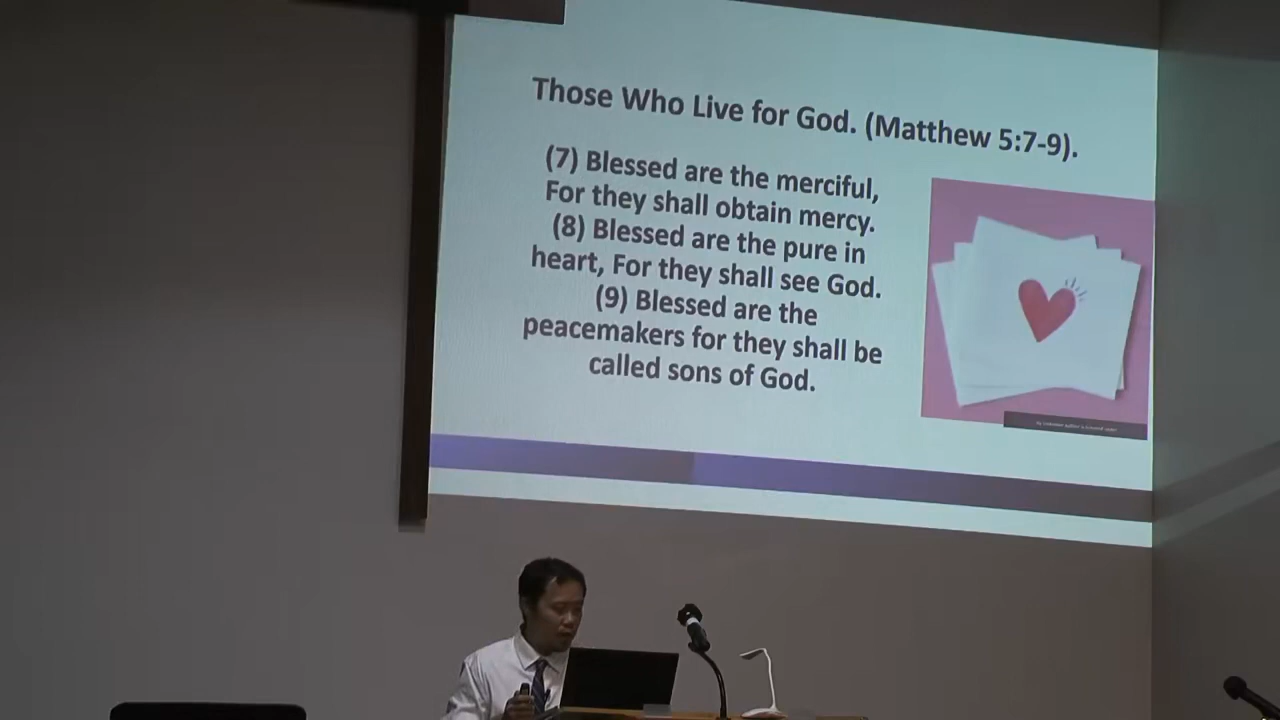 Those Who Live for God. (Matthew 5:7-9).
(7) Blessed are the merciful,
For they shall obtain mercy.
(8) Blessed are the pure in
heart, For they shall see God.
(9) Blessed are the
peacemakers for they shall be
called sons of God.